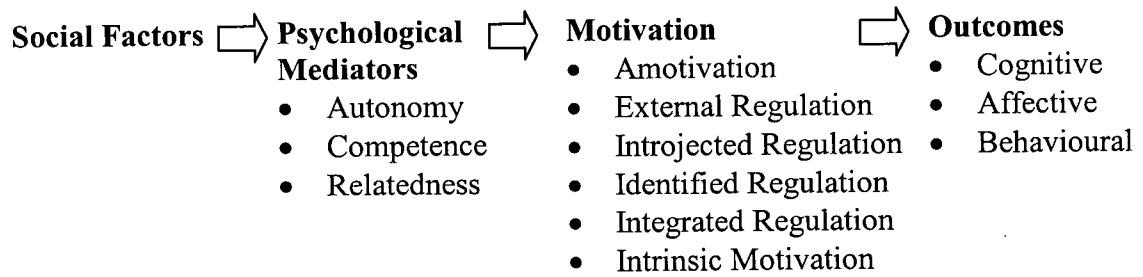 Social Factors
Psychological
Mediators
• Autonomy
• Competence
• Relatedness
Motivation
• Amotivation
• External Regulation
• Introjected Regulation
• Identified Regulation
• Integrated Regulation
• Intrinsic Motivation
Outcomes
• Cognitive
• Affective
• Behavioural